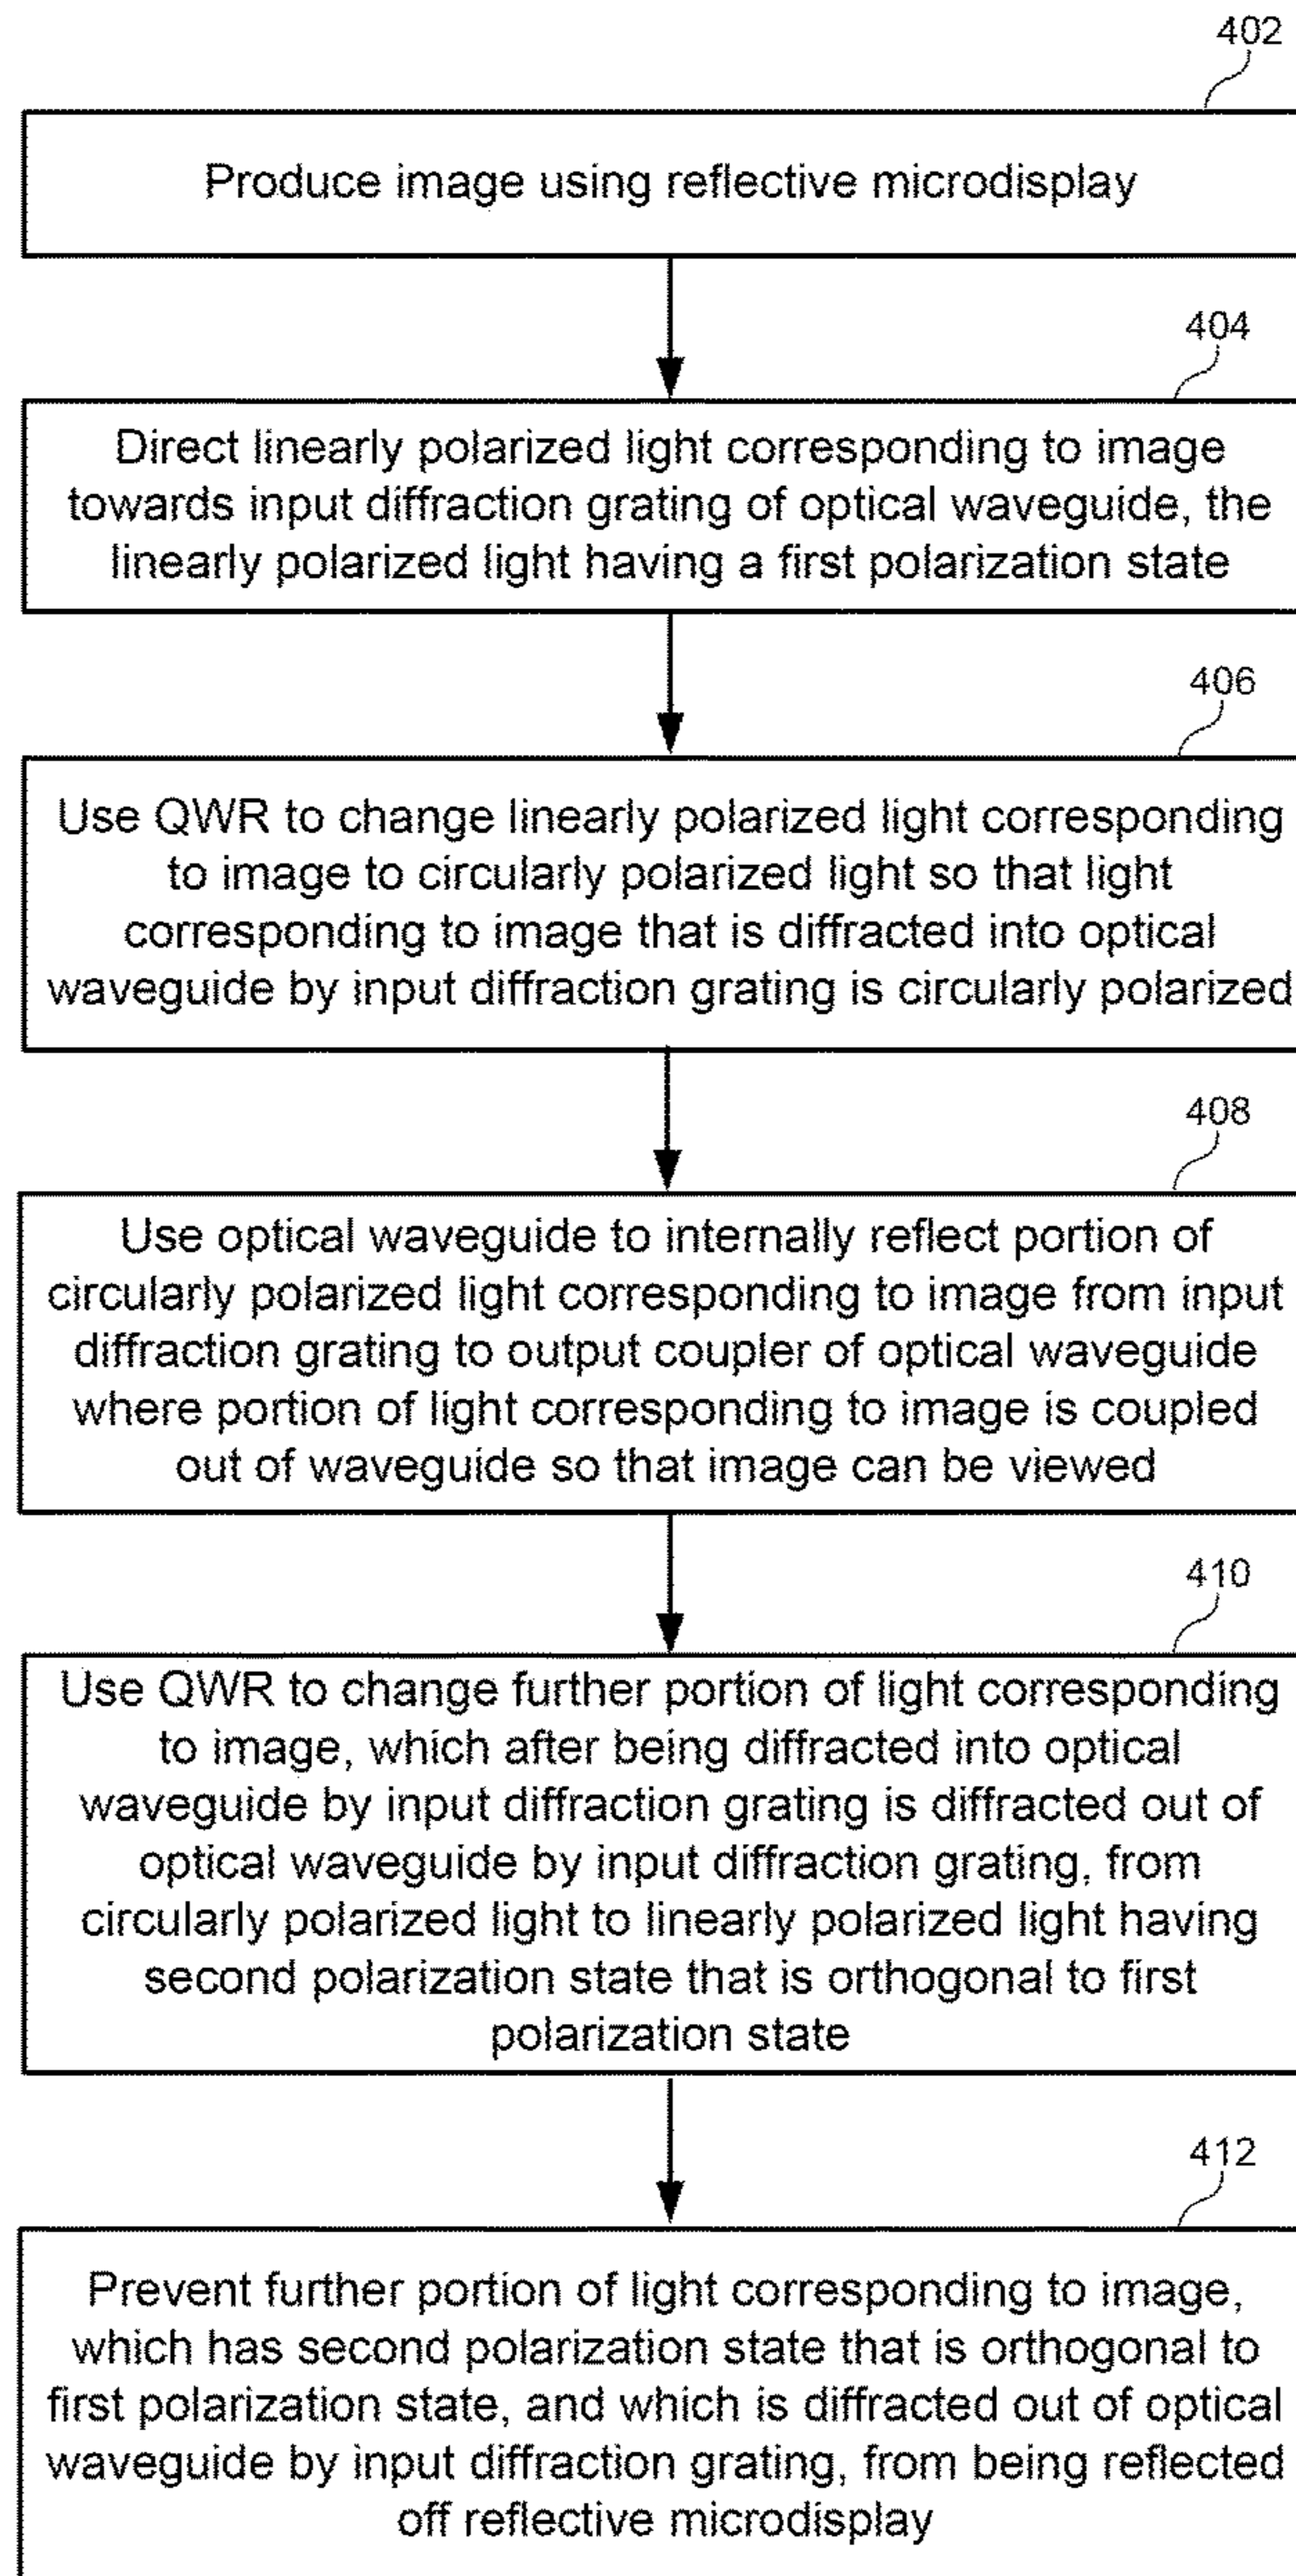 402
Produce image using reflective microdisplay
404
Direct linearly polarized light corresponding to image
towards input diffraction grating of optical waveguide, the
linearly polarized light having a first polarization state
406
Use QWR to change linearly polarized light corresponding
to image to circularly polarized light so that light
corresponding to image that is diffracted into optical
waveguide by input diffraction grating is circularly polarized
408
Use optical waveguide to internally reflect portion of
circularly polarized light corresponding to image from input
diffraction grating to output coupler of optical waveguide
where portion of light corresponding to image is coupled
out of waveguide so that image can be viewed
410
Use QWR to change further portion of light corresponding
to image, which after being diffracted into optical
waveguide by input diffraction grating is diffracted out of
optical waveguide by input diffraction grating, from
circularly polarized light to linearly polarized light having
second polarization state that is orthogonal to first
polarization state
412
Prevent further portion of light corresponding to image,
which has second polarization state that is orthogonal to
first polarization state, and which is diffracted out of optical
waveguide by input diffraction grating, from being reflected
off reflective microdisplay